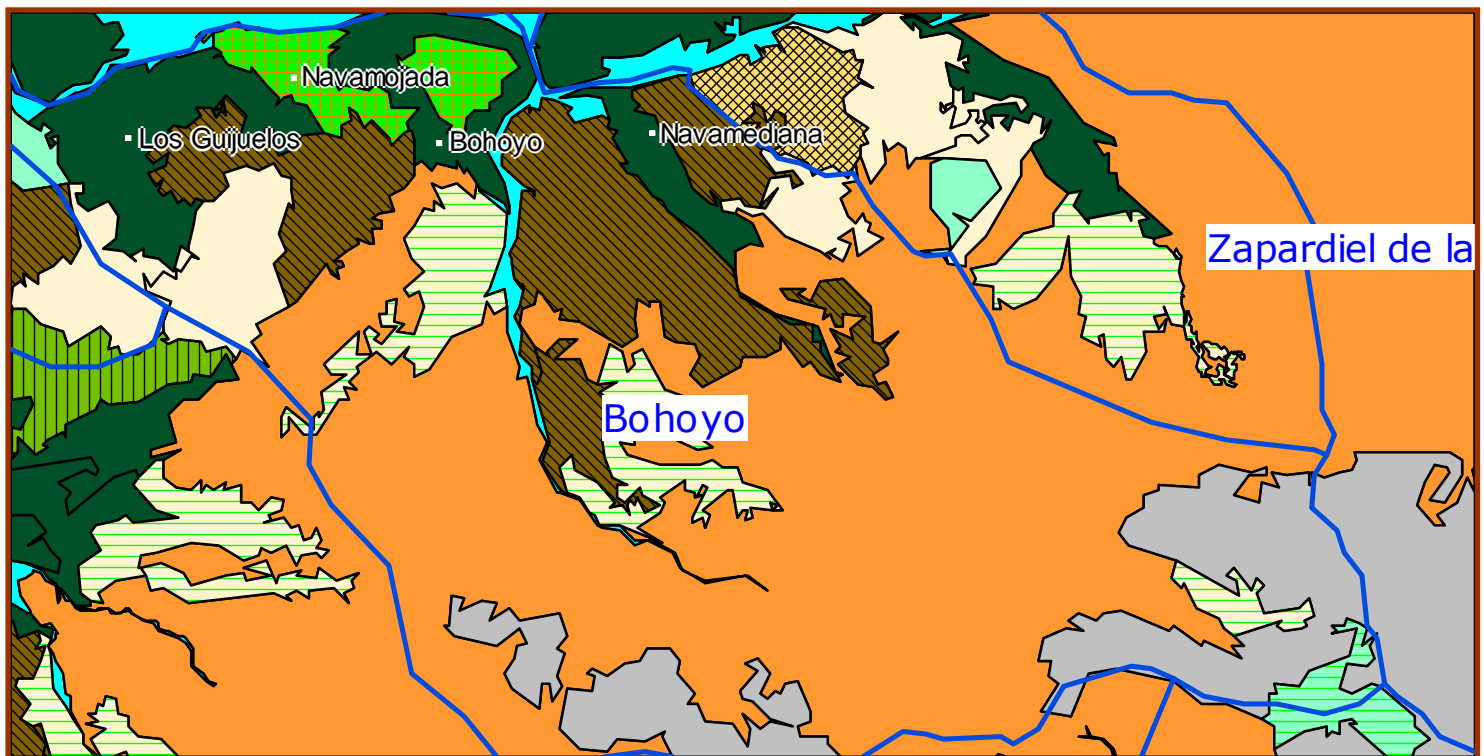 Navamojada
Los Guijuelos
Bohoyo
Navamediana
Zapardiel de la
Bohoyo